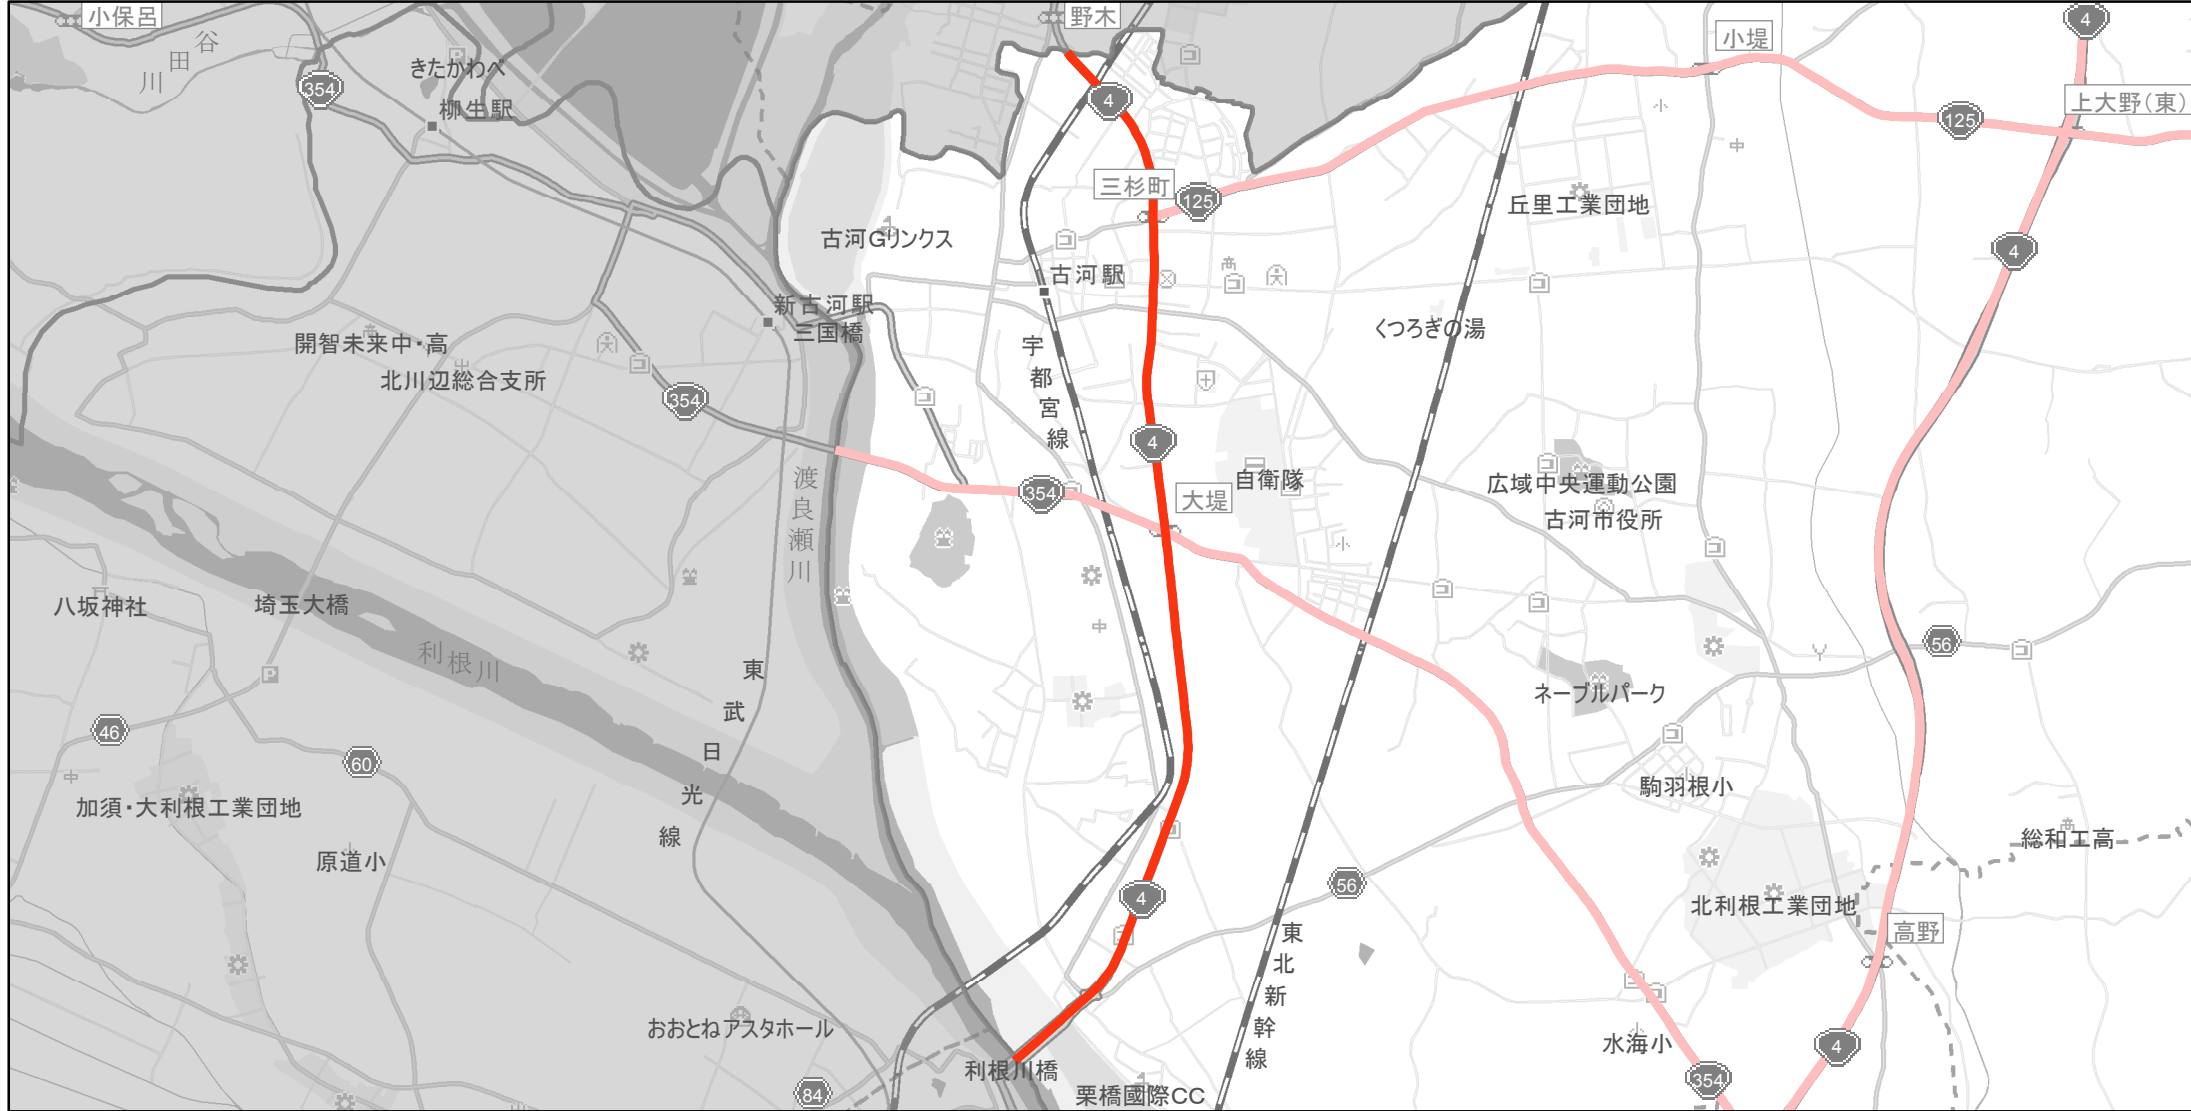 小保呂
野木
小堤
4
谷
田
川
きたかわべ
354
柳生駅
4
125
上大野(東)
三杉町
125
丘里工業団地
古河Gリンクス
4
古河駅
新古河駅
三国橋
くつろぎの湯
開智未来中・高
北川辺総合支所
宇
都
宮
線
354
4
渡
良
瀬
川
354
大堤
自衛隊
広域中央運動公園
古河市役所
小
小
中
中
八坂神社
埼玉大橋
利
根
川
56
東
武
日
光
線
ネーブルパーク
P
P
46
60
中
駒羽根小
加須・大利根工業団地
原道小
総和工高
56
4
北利根工業団地
高野
東
北
新
幹
線
おおとねアスタホール
水海小
4
利根川橋
354
84
栗橋國際CC